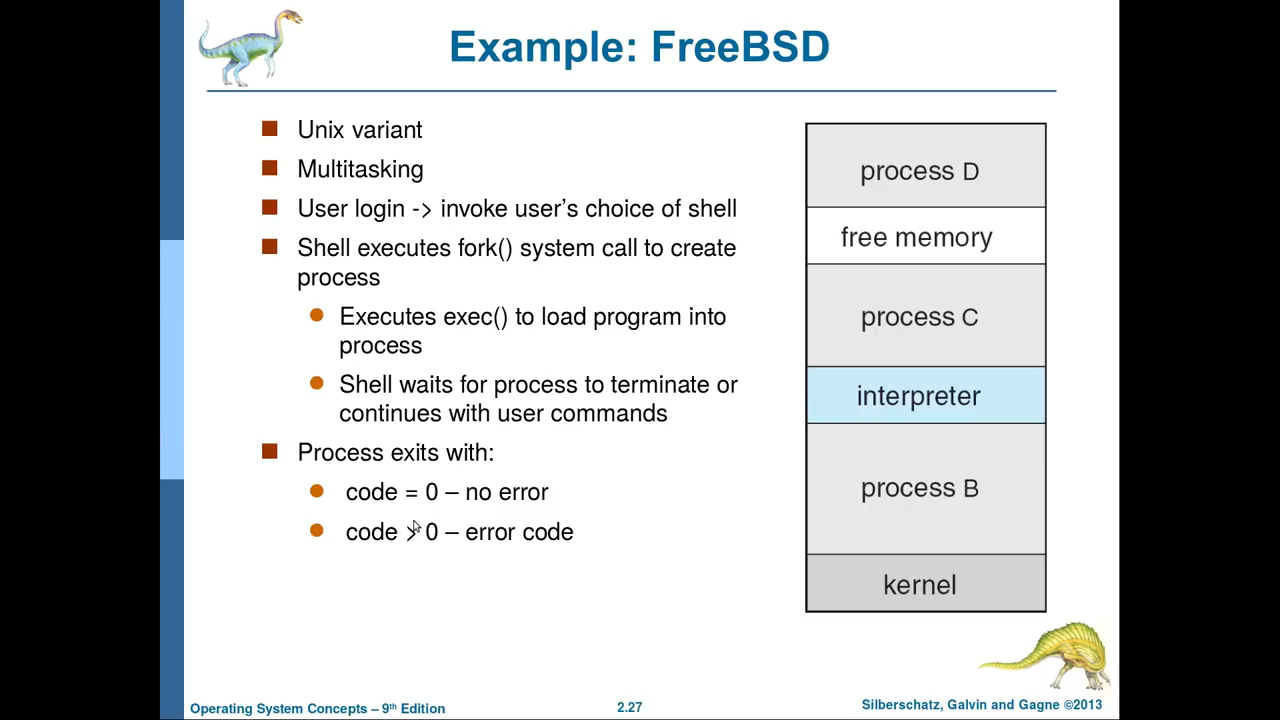 Example: FreeBSD
Unix variant
Multitasking
User login -> invoke user’s choice of shell
Shell executes fork() system call to create
process
Executes exec() to load program into
process
Shell waits for process to terminate or
continues with user commands
Process exits with:
code = 0 – no error
code > 0 – error code
process D
free memory
process C
interpreter
process B
kernel
Operating System Concepts – 9th Edition
2.27
Silberschatz, Galvin and Gagne ©2013